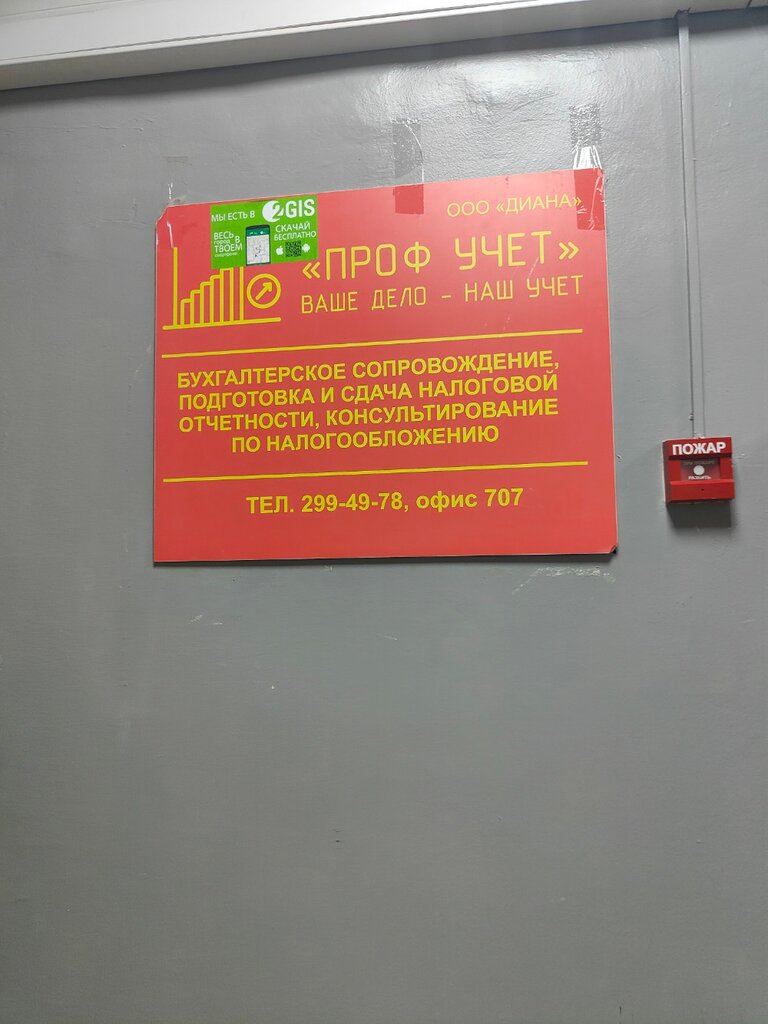 ООО «ДИАНА»
МЫ ЕСТЬ В 2GIS
ВЕСЬ
город в
ТВОЕМ
СКАЧАЙ
БЕСПЛАТНО
«ПРОФ УЧЕТ»
ВАШЕ ДЕЛО – НАШ УЧЕТ
БУХГАЛТЕРСКОЕ СОПРОВОЖДЕНИЕ,
ПОДГОТОВКА И СДАЧА НАЛОГОВОЙ
ОТЧЕТНОСТИ, КОНСУЛЬТИРОВАНИЕ
ПО НАЛОГООБЛОЖЕНИЮ
ТЕЛ. 299-49-78, офис 707
ПОЖАР
РАЗБИТЬ